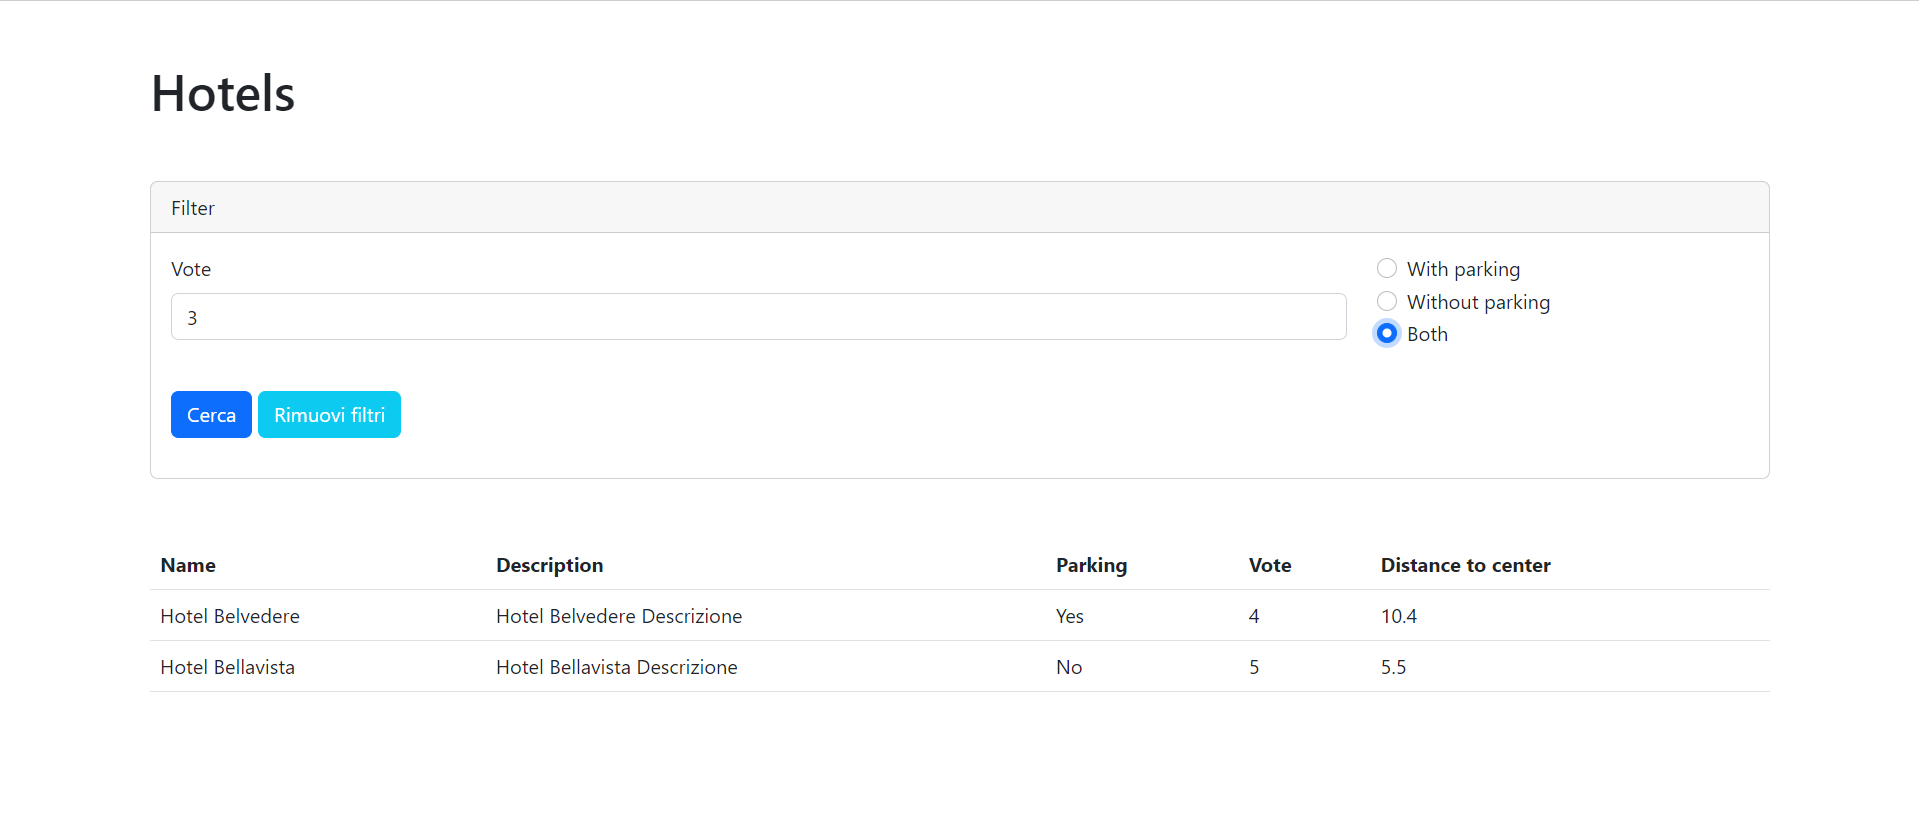 Hotels
Filter
Vote
3
With parking
Without parking
Both
Cerca Rimuovi filtri
Name Description Parking Vote Distance to center
Hotel Belvedere Hotel Belvedere Descrizione Yes 4 10.4
Hotel Bellavista Hotel Bellavista Descrizione No 5 5.5